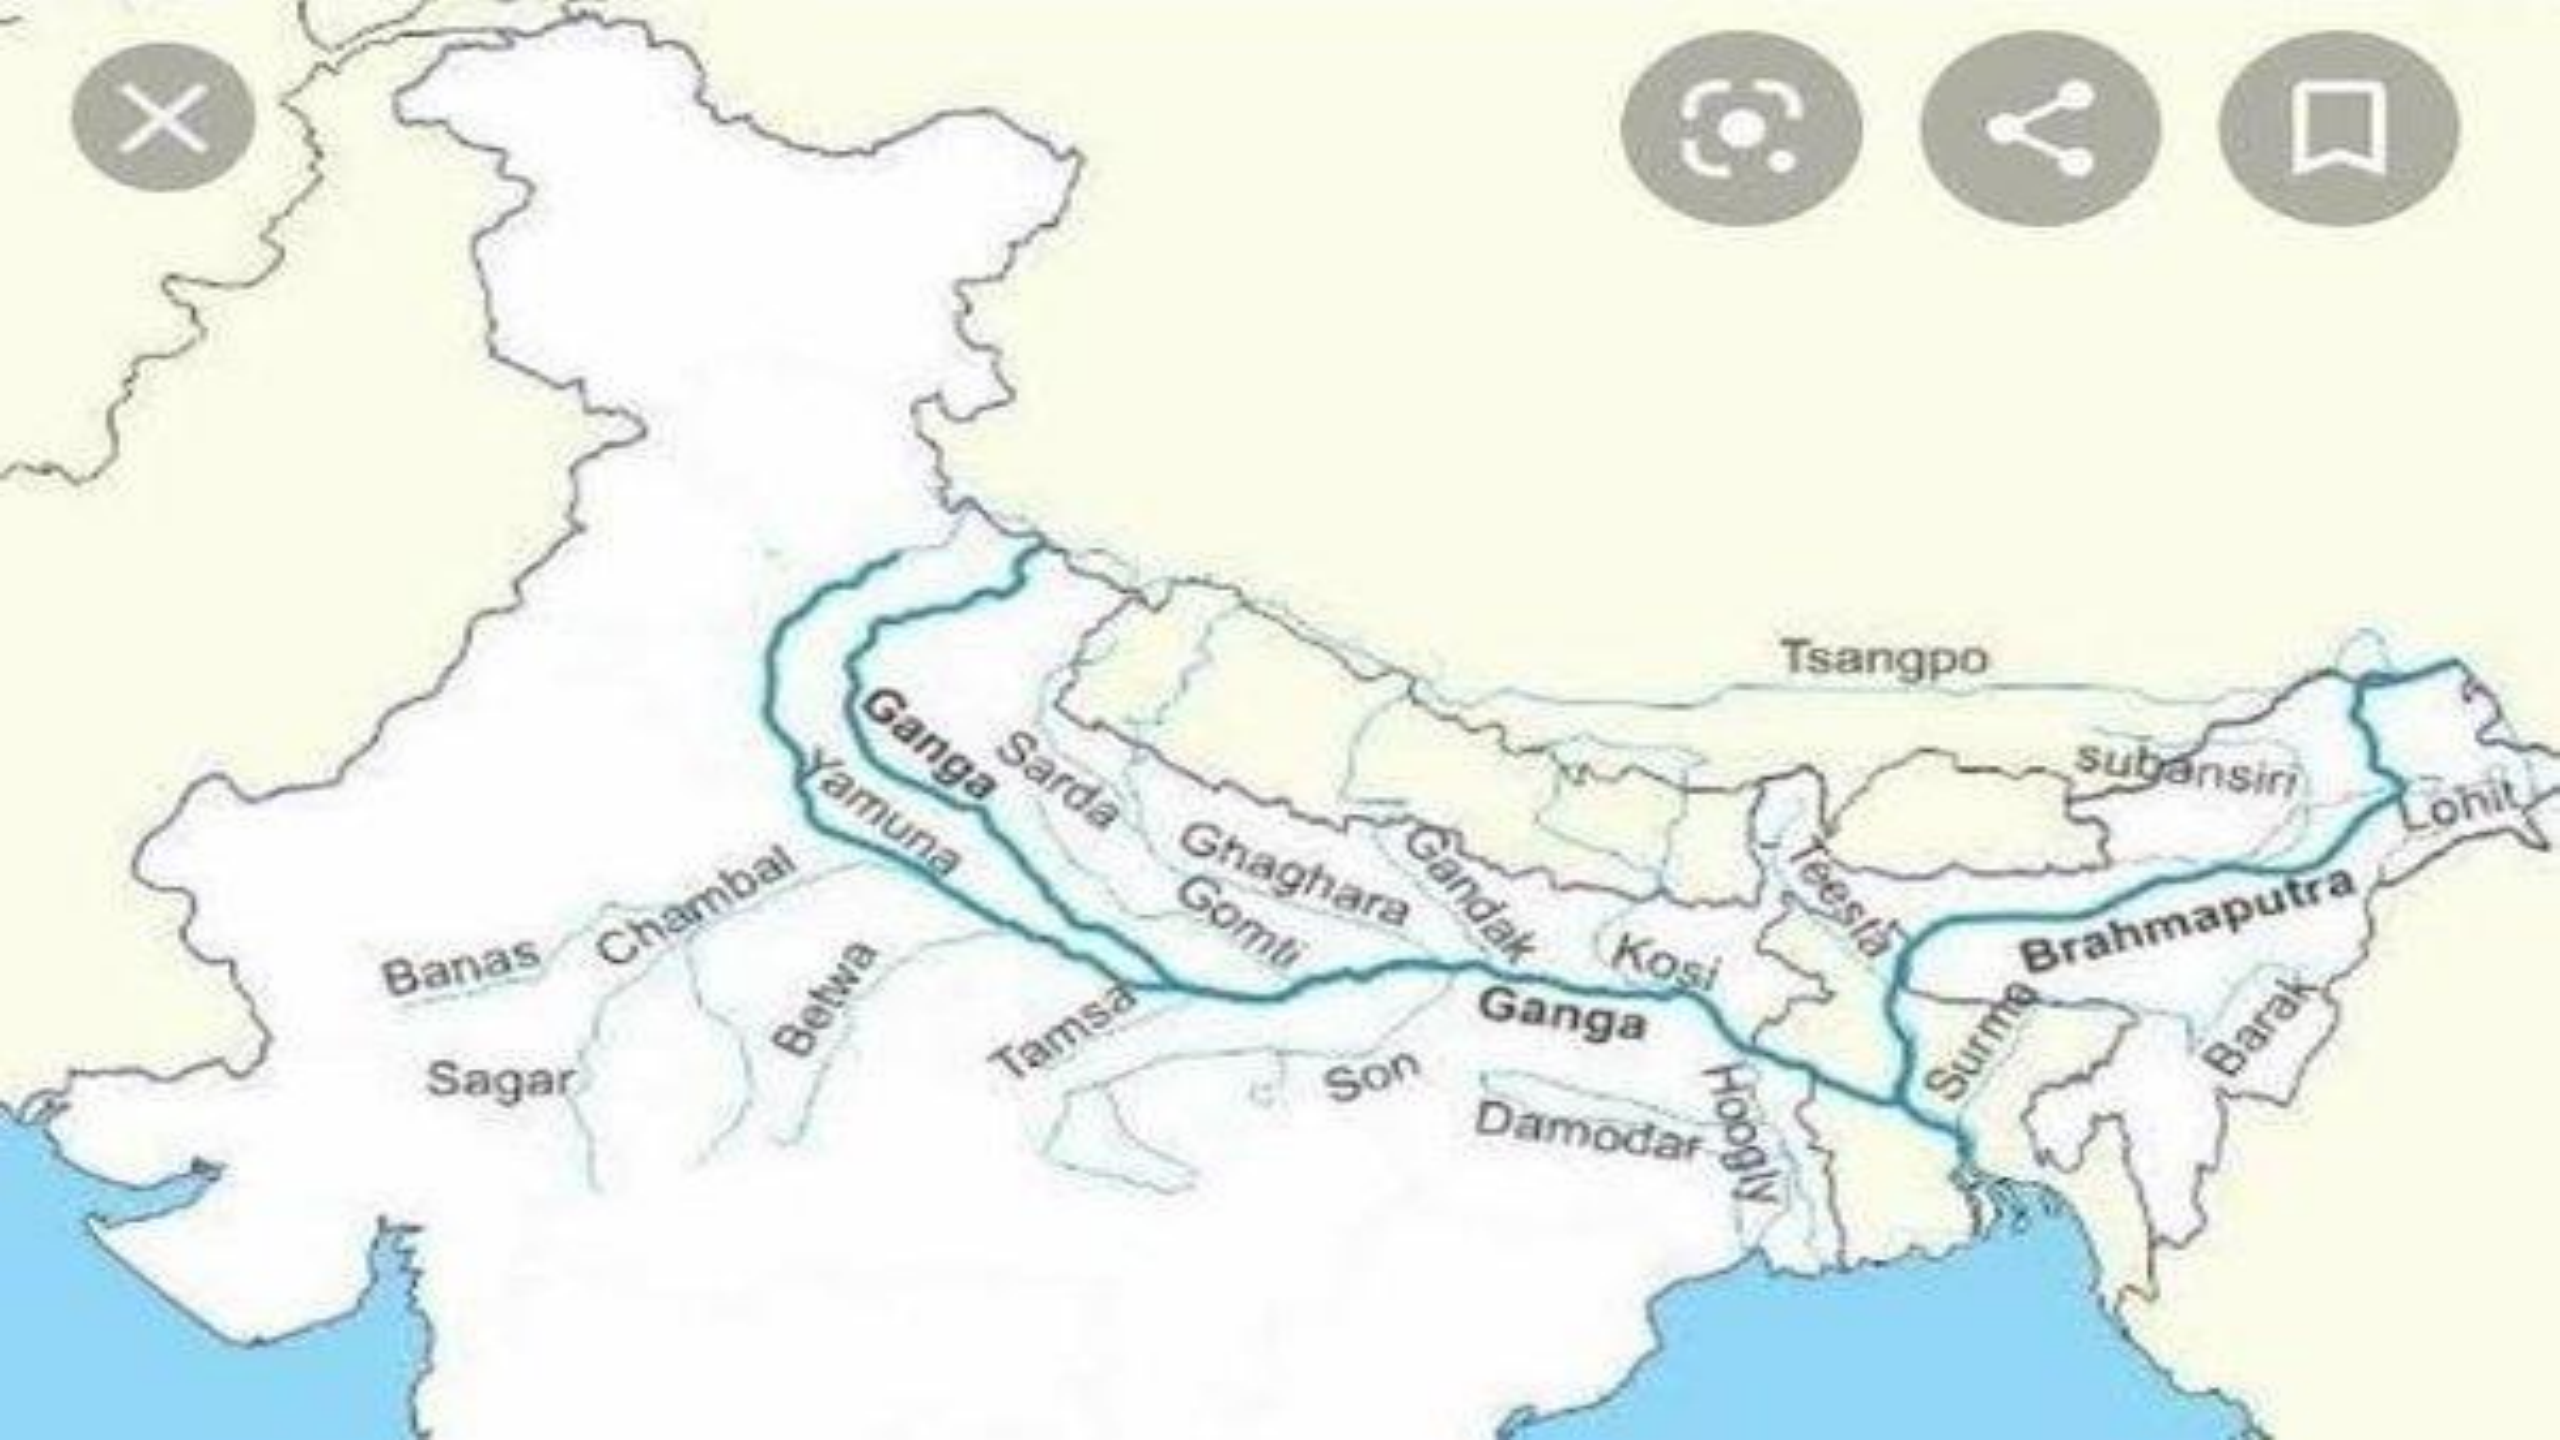 Tsangpo
Ganga
Sarda
subansiri
Yamuna
Lohit
Ghaghara
Gandak
Teesta
Chambal
Gomti
Brahmaputra
Banas
Kosi
Betwa
Tamsa
Ganga
Surma
Barak
Sagar
Son
Damodar
Hoogly